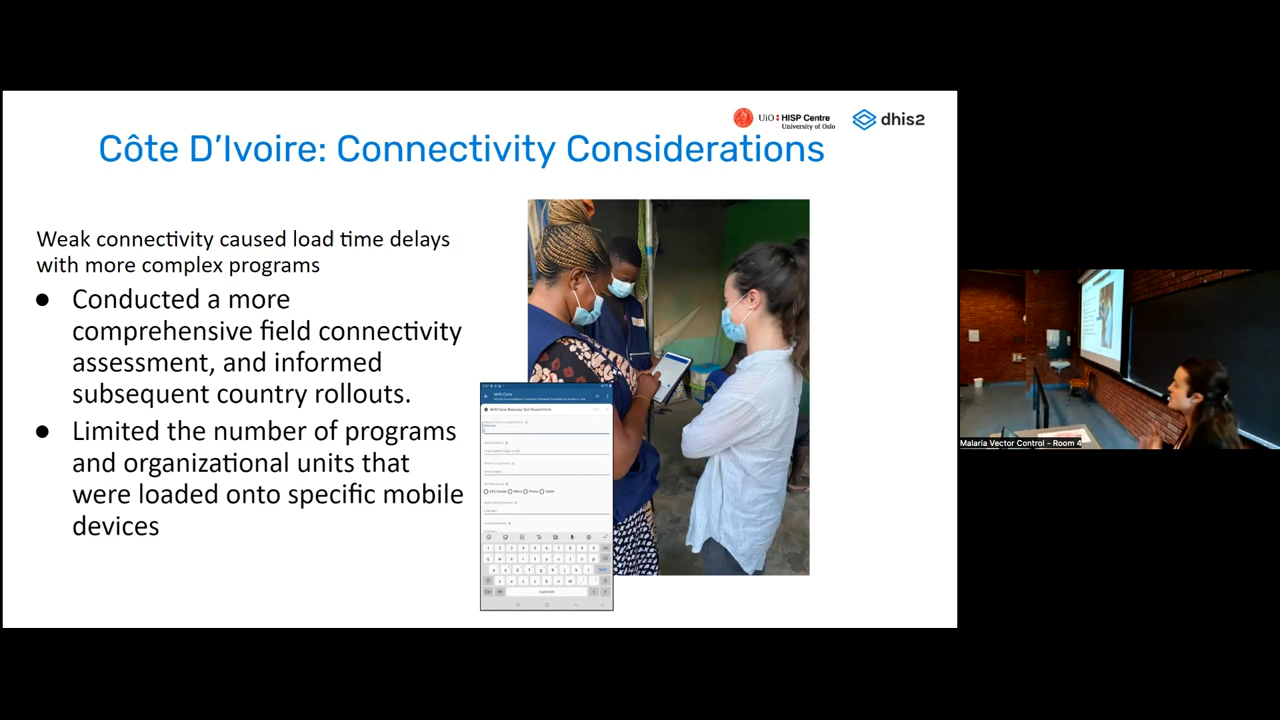 UiO HISP Centre
University of Oslo
dhis2
Côte D'Ivoire: Connectivity Considerations
Weak connectivity caused load time delays
with more complex programs
● Conducted a more
comprehensive field connectivity
assessment, and informed
subsequent country rollouts.
● Limited the number of programs
and organizational units that
were loaded onto specific mobile
devices
Malaria Vector Control - Room 4